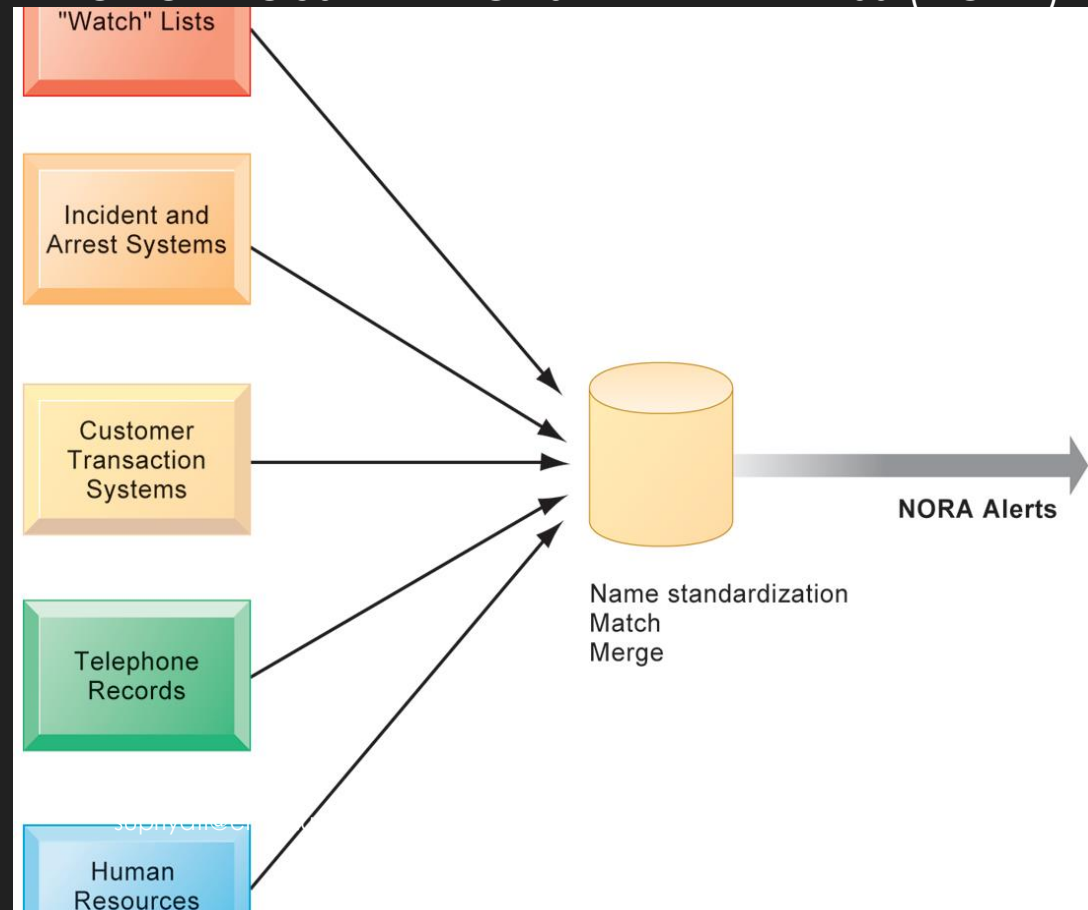 "Watch" Lists
Incident and
Arrest Systems
Customer
Transaction
Systems
Telephone
Records
Human
Resources
Name standardization
Match
Merge
NORA Alerts